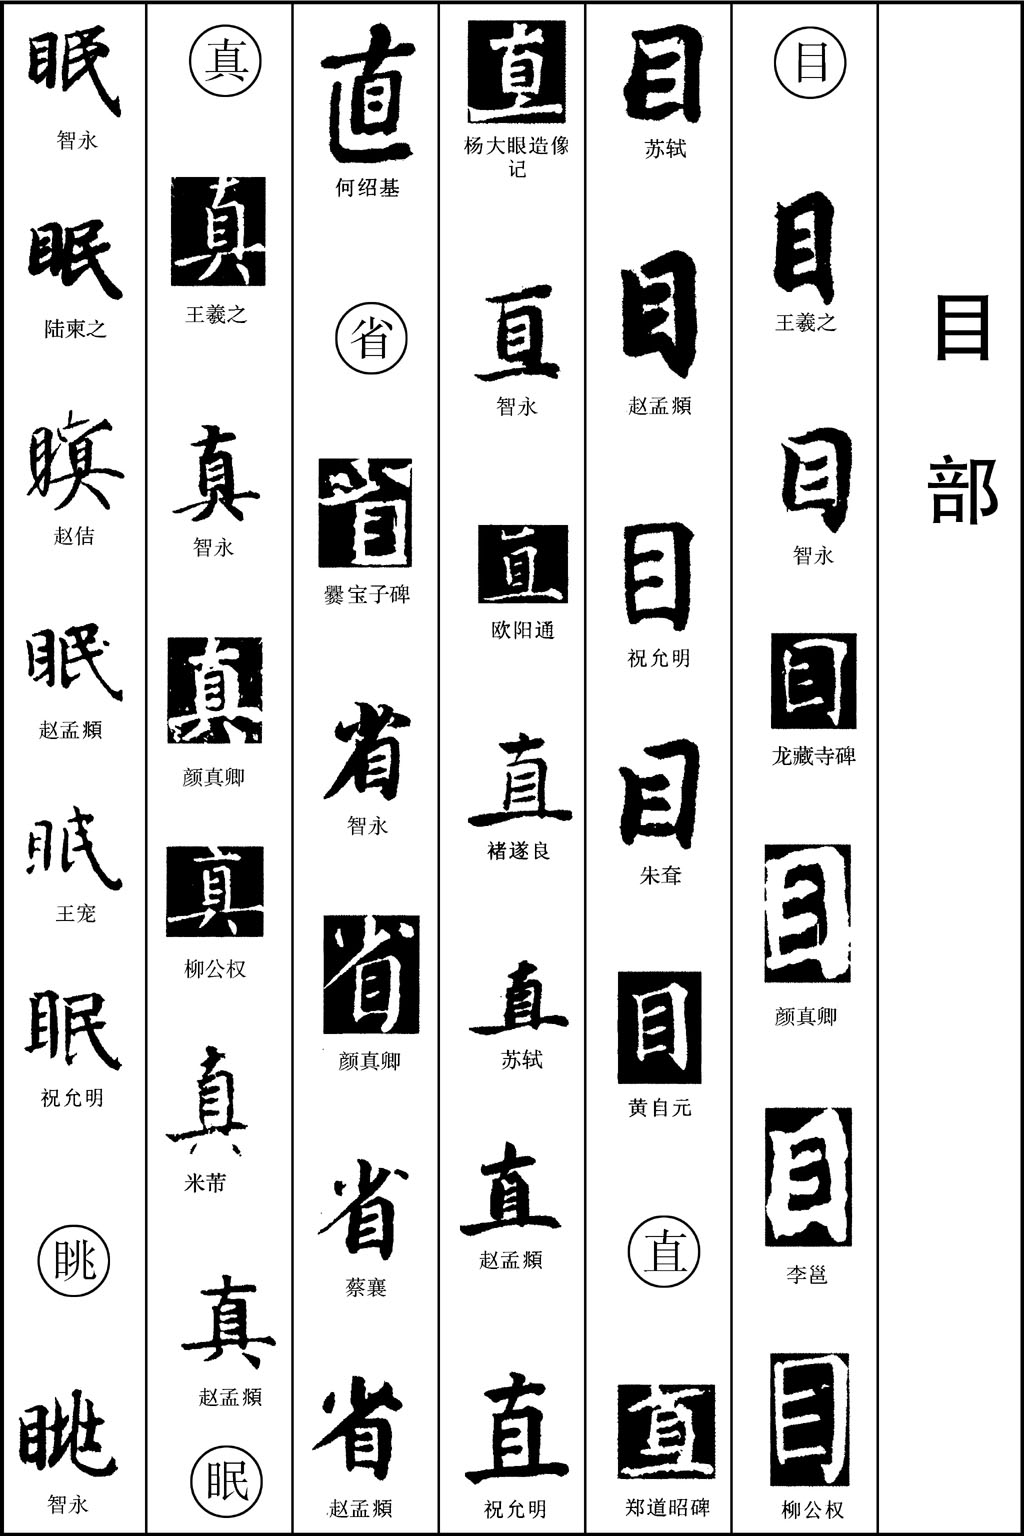 目部
目
目
王羲之
目
智永
目
龙藏寺碑
目
颜真卿
目
李邕
目
柳公权
目
苏轼
目
赵孟頫
目
祝允明
目
朱耷
目
黄自元
直
直
郑道昭碑
直
杨大眼造像
记
直
智永
直
欧阳通
直
褚遂良
直
苏轼
直
赵孟頫
直
祝允明
直
何绍基
省
省
爨宝子碑
省
智永
省
颜真卿
省
蔡襄
省
赵孟頫
真
真
王羲之
真
智永
真
颜真卿
真
柳公权
真
米芾
真
赵孟頫
眠
眠
智永
眠
陆柬之
赵佶
眠
赵孟頫
眠
王宠
眠
祝允明
眺
眺
智永